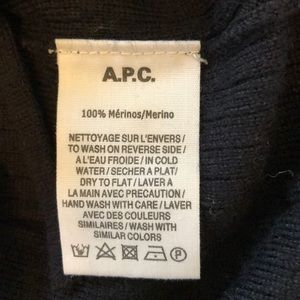 A.P.C.
100% Mérinos/Merino
NETTOYAGE SUR L'ENVERS/
TO WASH ON REVERSE SIDE/
A L'EAU FROIDE / IN COLD
WATER / SECHER A PLAT/
DRY TO FLAT / LAVER A
LA MAIN AVEC PRECAUTION/
HAND WASH WITH CARE / LAVER
AVEC DES COULEURS
SIMILAIRES / WASH WITH
SIMILAR COLORS
P